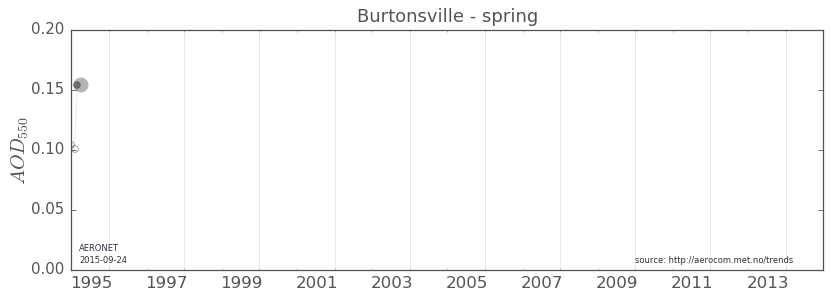 Burtonsville - spring
0.20
0.15
0.10
0.05
0.00
AOD550
AERONET
2015-09-24
source: http://aerocom.met.no/trends
1995 1997 1999 2001 2003 2005 2007 2009 2011 2013